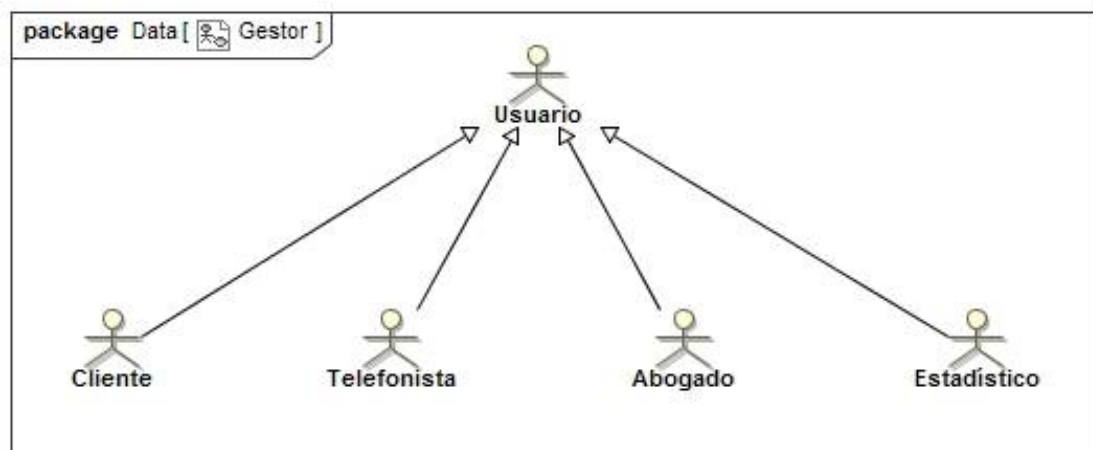 package Data [ Gestor ]
Usuario
Cliente
Telefonista
Abogado
Estadístico